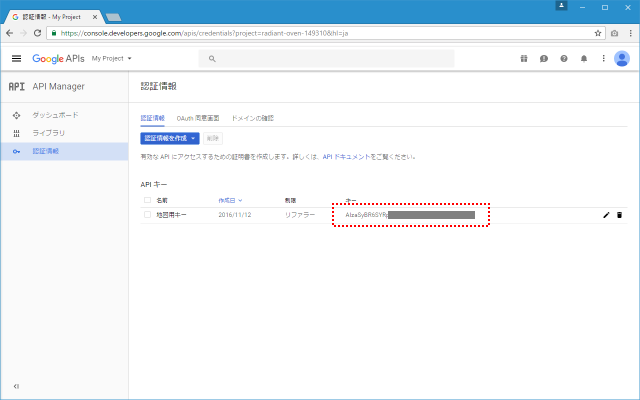 認証情報 - My Project
https://console.developers.google.com/apis/credentials?project=radiant-oven-149310&hl=ja
Google APIs My Project
API API Manager 認証情報
ダッシュボード
ライブラリ
認証情報
認証情報 OAuth 同意画面 ドメインの確認
認証情報を作成 削除
有効な API にアクセスするための証明書を作成します。詳しくは、API ドキュメントをご覧ください。
API キー
名前 作成日 制限 キー
地図用キー 2016/11/12 リファラー